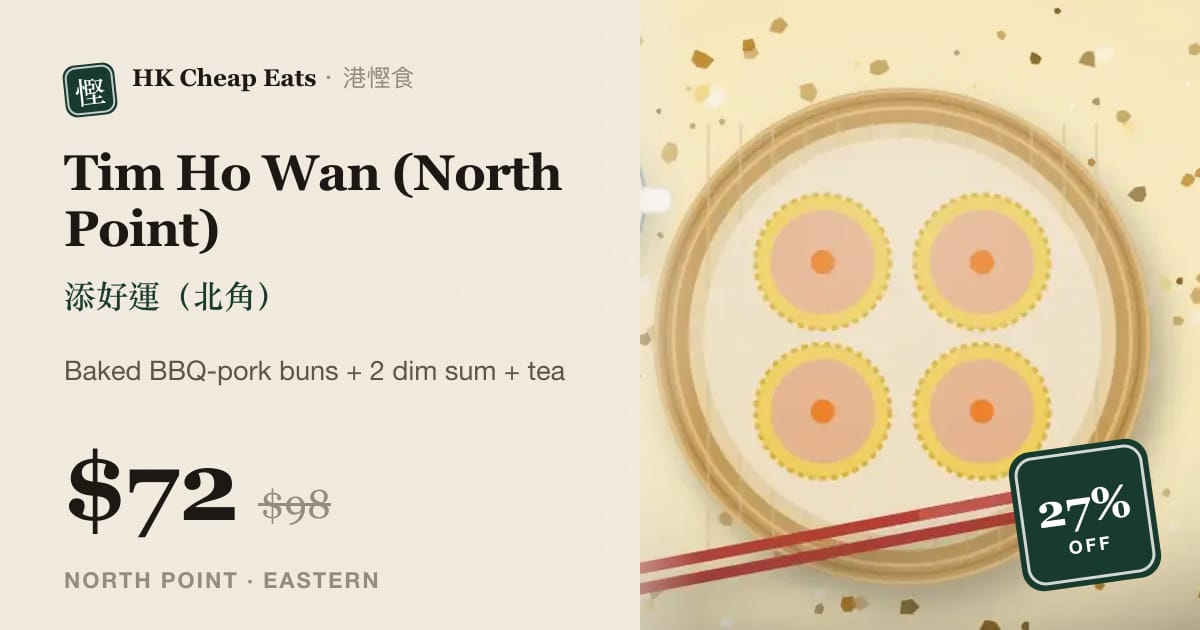 慳 HK Cheap Eats · 港慳食
Tim Ho Wan (North
Point)
添好運（北角）
Baked BBQ-pork buns + 2 dim sum + tea
$72 $98
NORTH POINT · EASTERN
27%
OFF